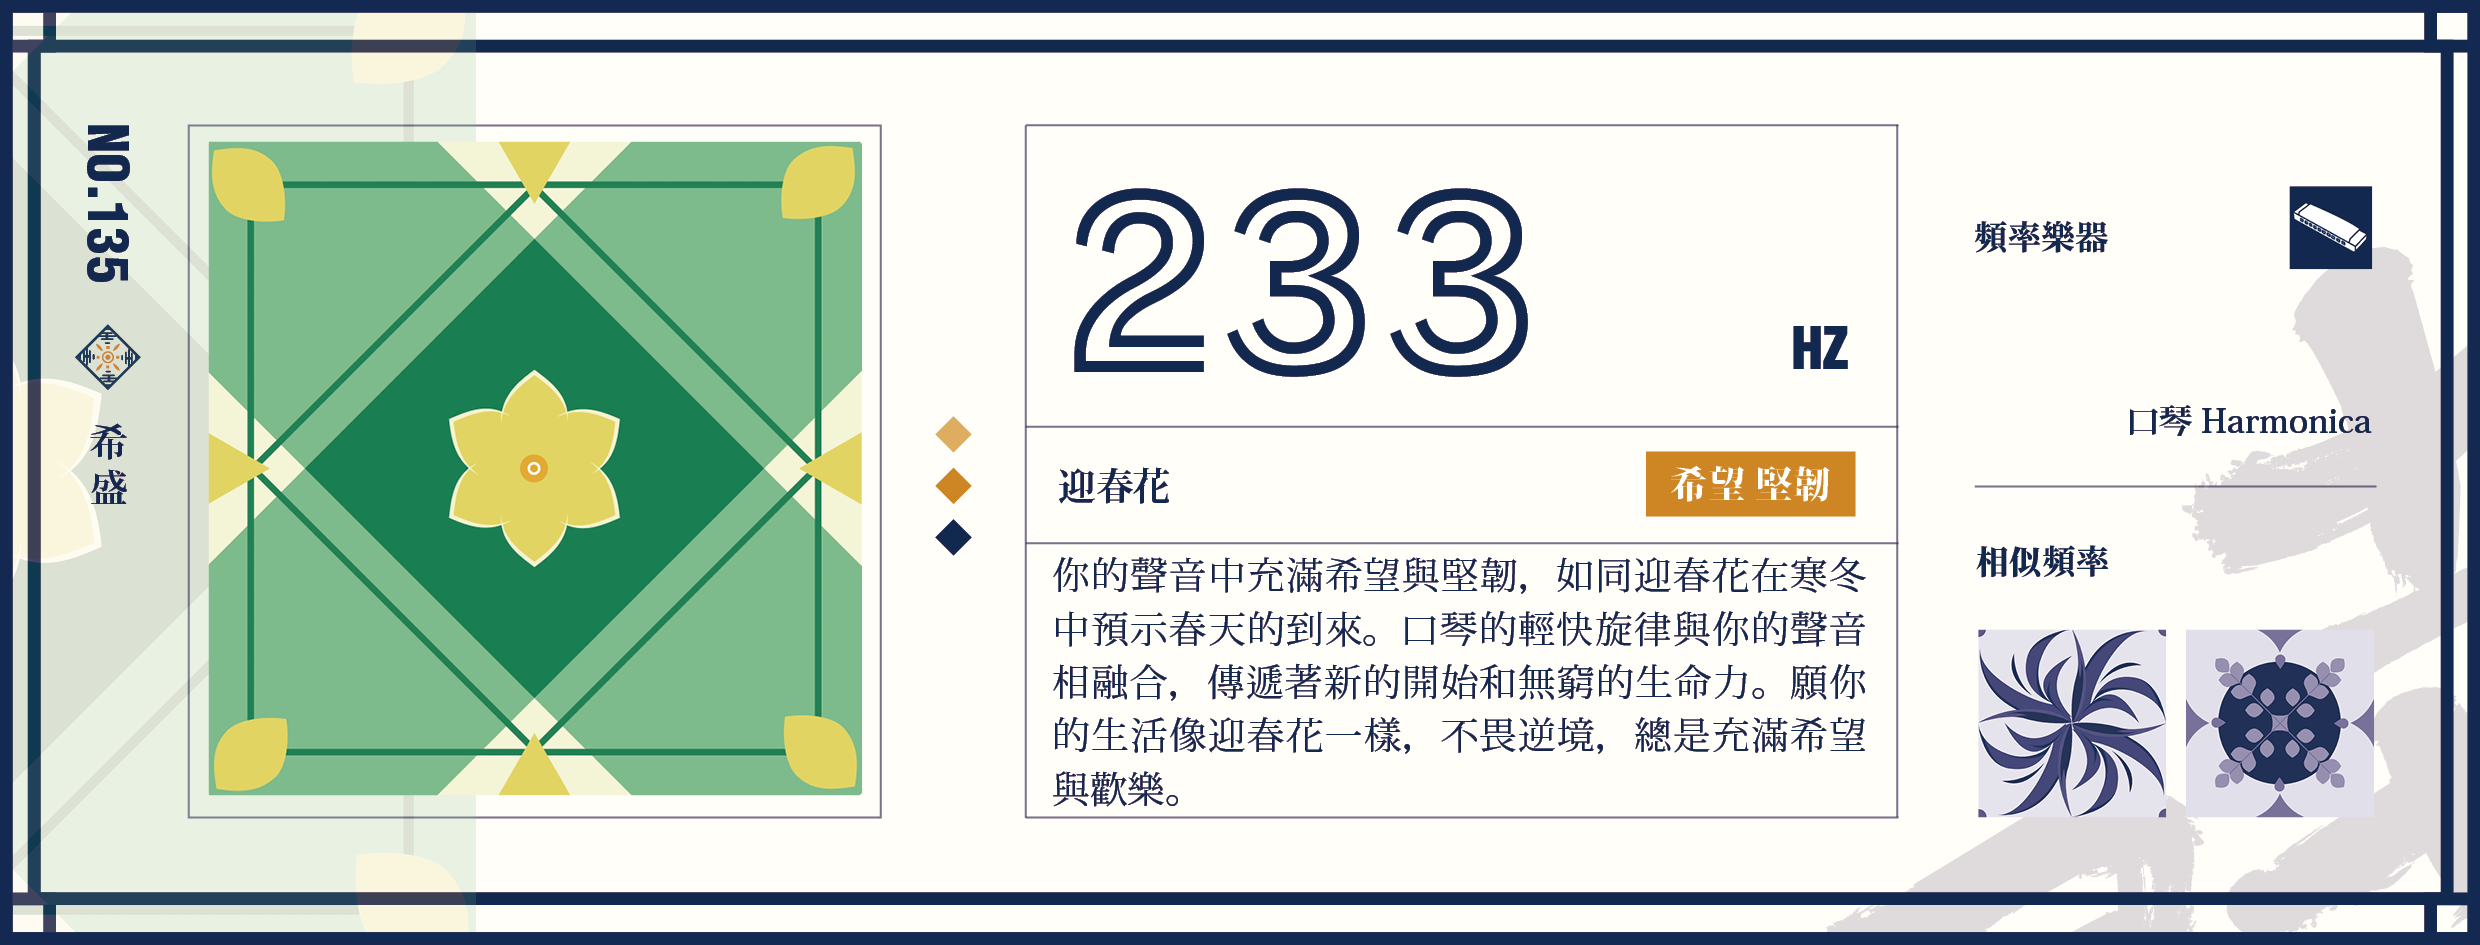 NO.135
希盛
233
HZ
迎春花
希望 堅韌
你的聲音中充滿希望與堅韌，如同迎春花在寒冬
中預示春天的到來。口琴的輕快旋律與你的聲音
相融合，傳遞著新的開始和無窮的生命力。願你
的生活像迎春花一樣，不畏逆境，總是充滿希望
與歡樂。
頻率樂器
口琴 Harmonica
相似頻率